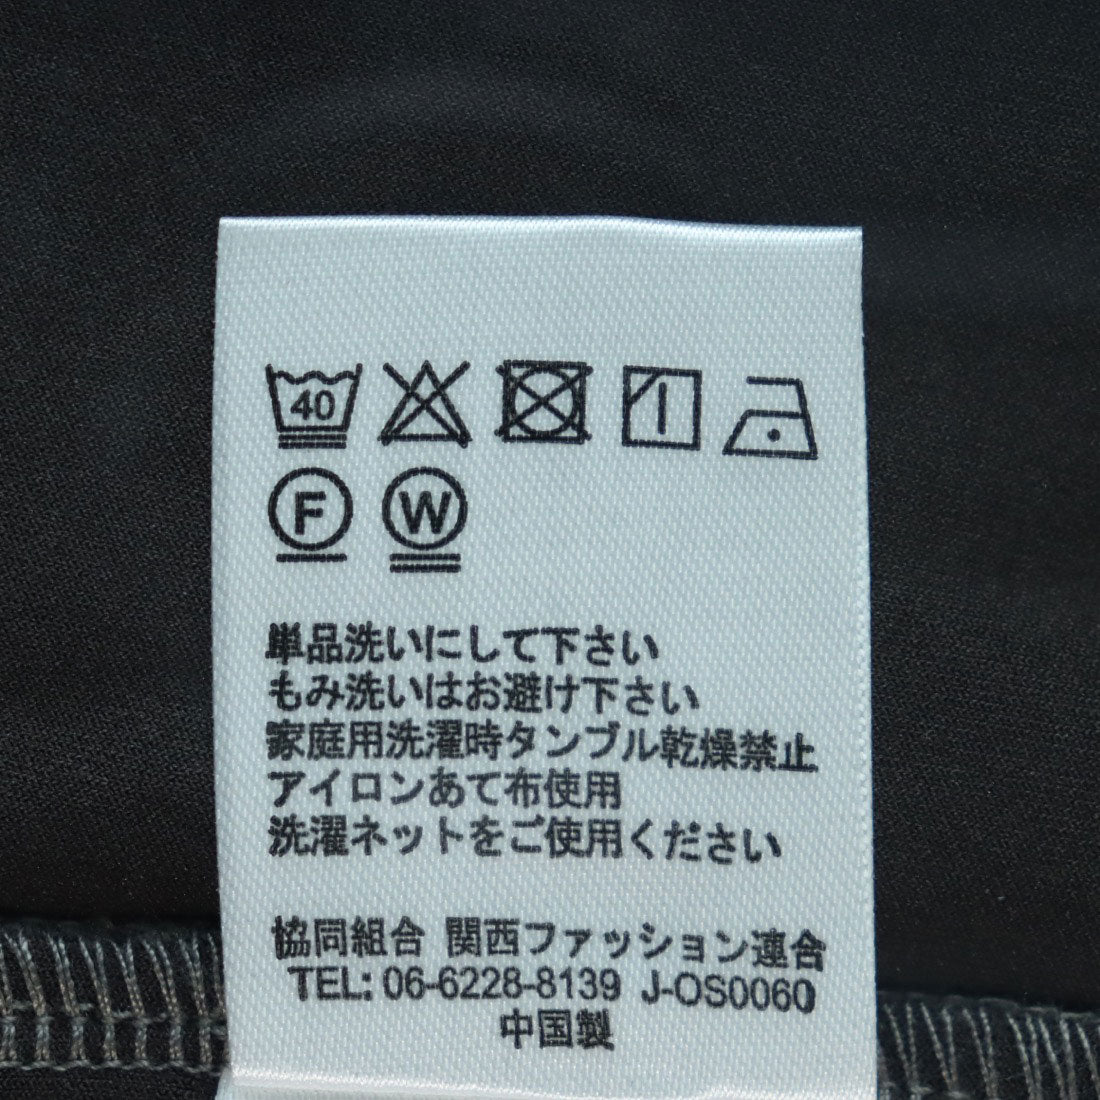 40
F W
単品洗いにして下さい
もみ洗いはお避け下さい
家庭用洗濯時タンブル乾燥禁止
アイロンあて布使用
洗濯ネットをご使用ください
協同組合 関西ファッション連合
TEL: 06-6228-8139 J-OS0060
中国製